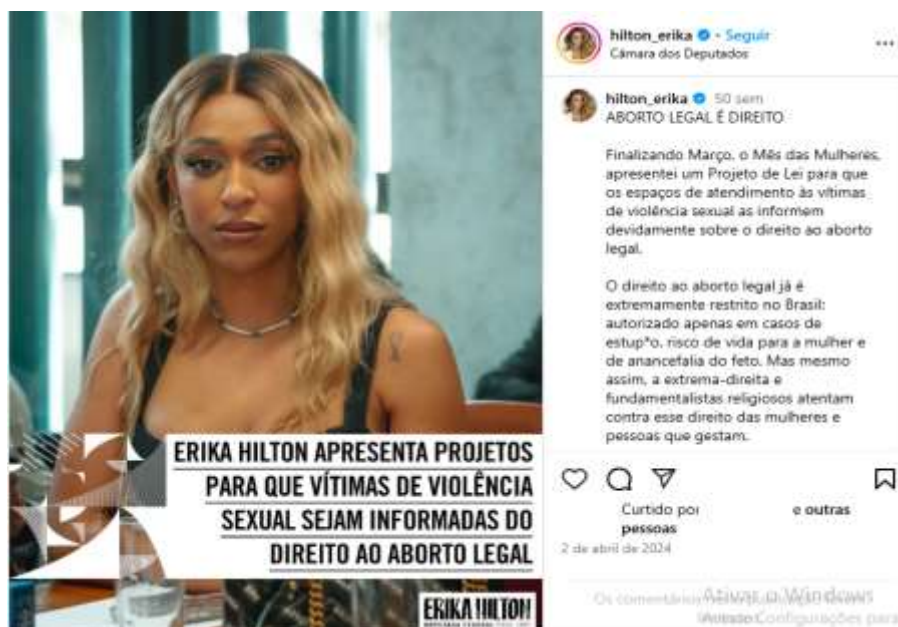 ERIKA HILTON APRESENTA PROJETOS
PARA QUE VÍTIMAS DE VIOLÊNCIA
SEXUAL SEJAM INFORMADAS DO
DIREITO AO ABORTO LEGAL
ERIKA HILTON
hilton_erika • Seguir
Câmara dos Deputados
hilton_erika 50 sem
ABORTO LEGAL É DIREITO
Finalizando Março, o Mês das Mulheres,
apresentei um Projeto de Lei para que
os espaços de atendimento às vítimas
de violência sexual as informem
devidamente sobre o direito ao aborto
legal.
O direito ao aborto legal já é
extremamente restrito no Brasil:
autorizado apenas em casos de
estup*o, risco de vida para a mulher e
de anancefalia do feto. Mas mesmo
assim, a extrema-direita e
fundamentalistas religiosos atentam
contra esse direito das mulheres e
pessoas que gestam.
Curtido por e outras
pessoas
2 de abril de 2024
Ativar o Windows
Os comentários
Configurações para